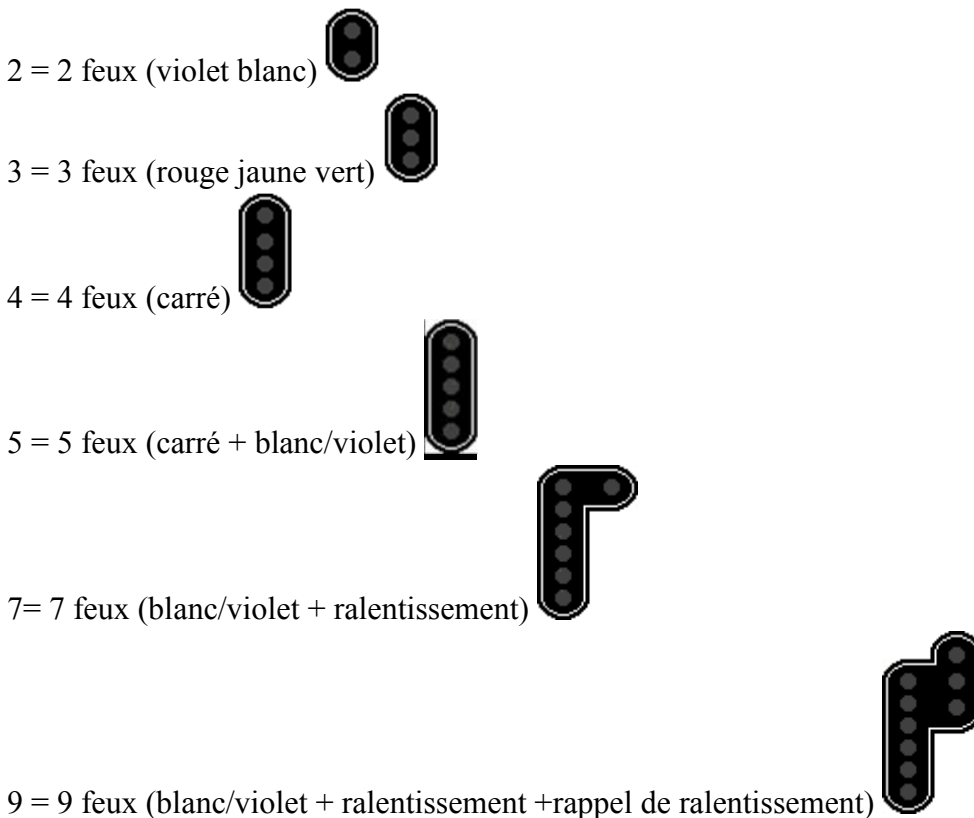 2 = 2 feux (violet blanc)
3 = 3 feux (rouge jaune vert)
4 = 4 feux (carré)
5 = 5 feux (carré + blanc/violet)
7= 7 feux (blanc/violet + ralentissement)
9 = 9 feux (blanc/violet + ralentissement +rappel de ralentissement)